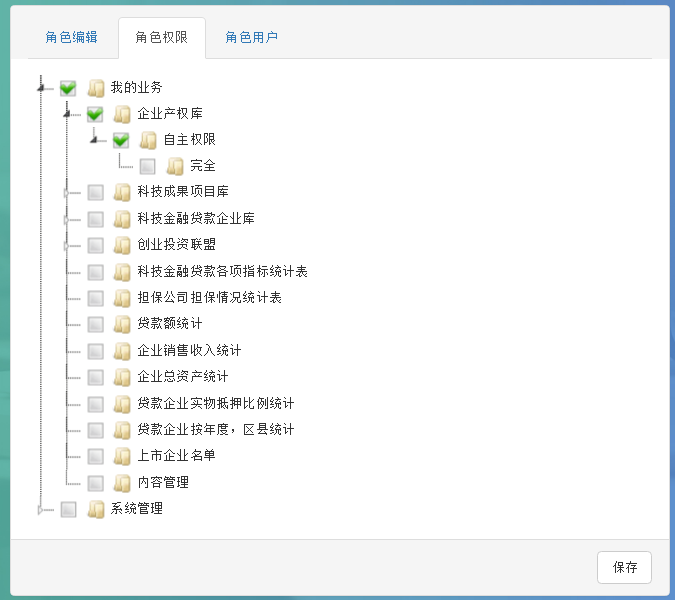 角色编辑 角色权限 角色用户
我的业务
企业产权库
自主权限
完全
科技成果项目库
科技金融贷款企业库
创业投资联盟
科技金融贷款各项指标统计表
担保公司担保情况统计表
贷款额统计
企业销售收入统计
企业总资产统计
贷款企业实物抵押比例统计
贷款企业按年度，区县统计
上市企业名单
内容管理
系统管理
保存